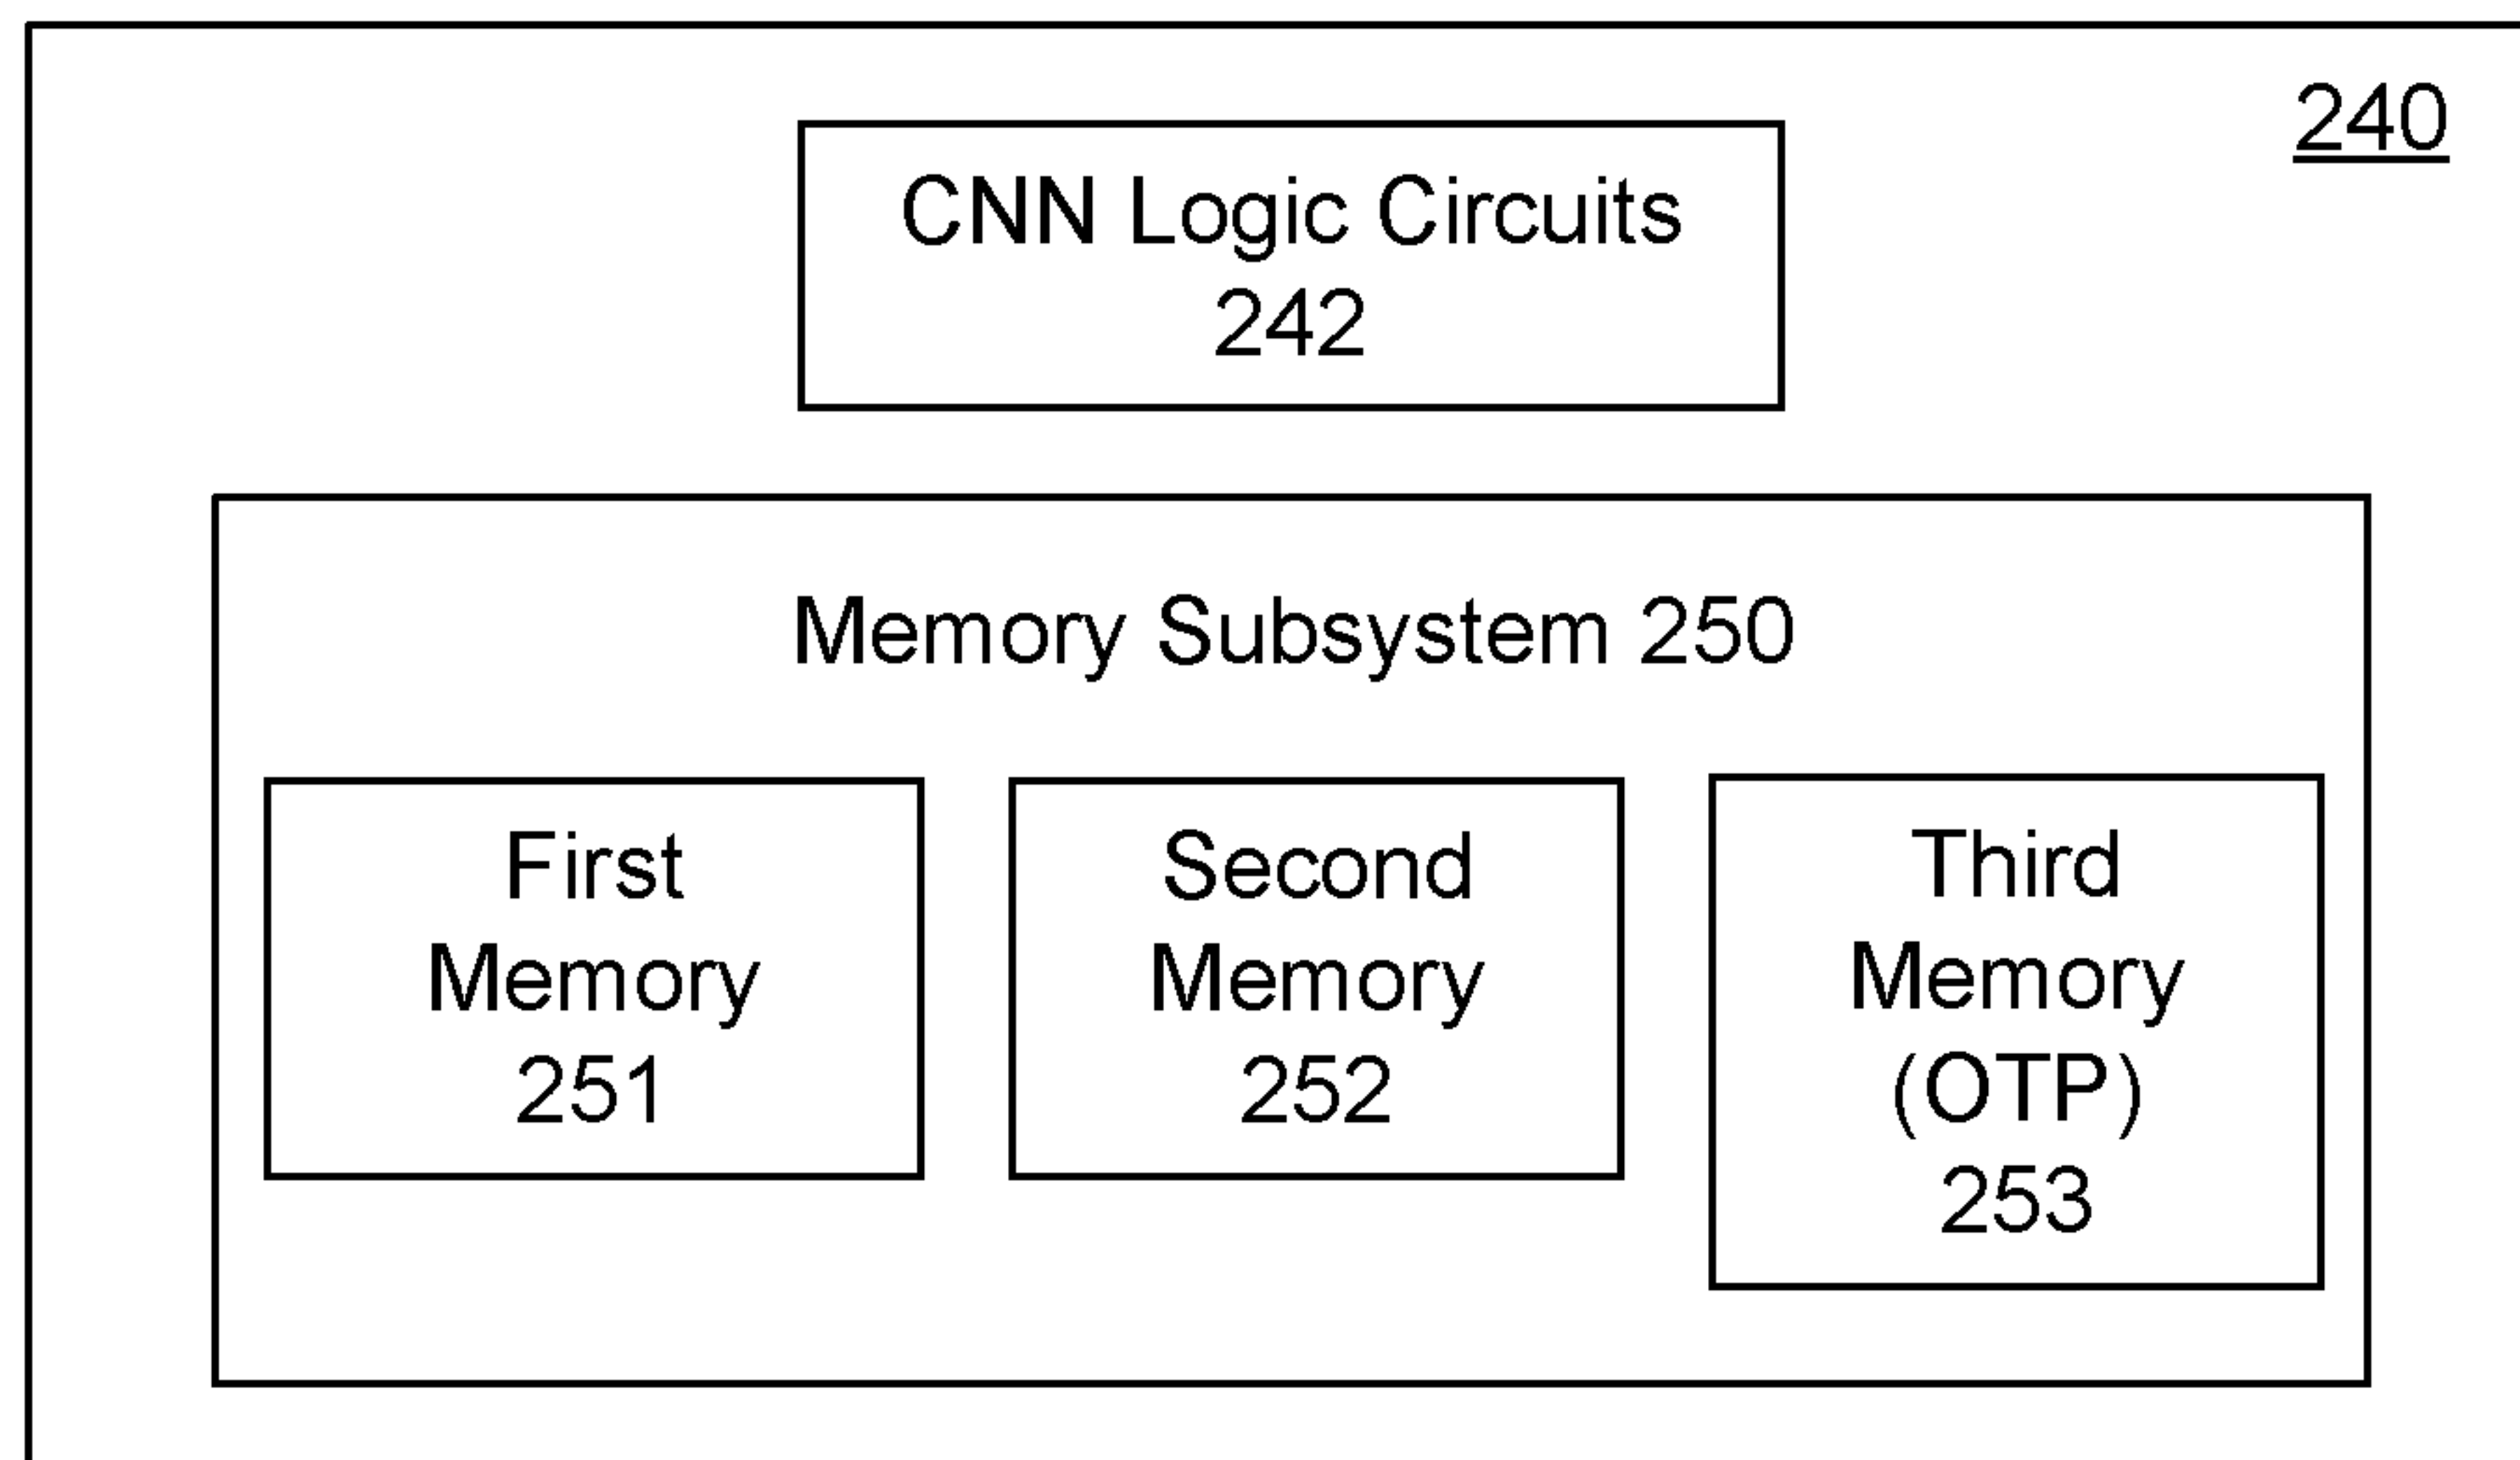 240
CNN Logic Circuits
242
Memory Subsystem 250
First
Memory
251
Second
Memory
252
Third
Memory
(OTP)
253